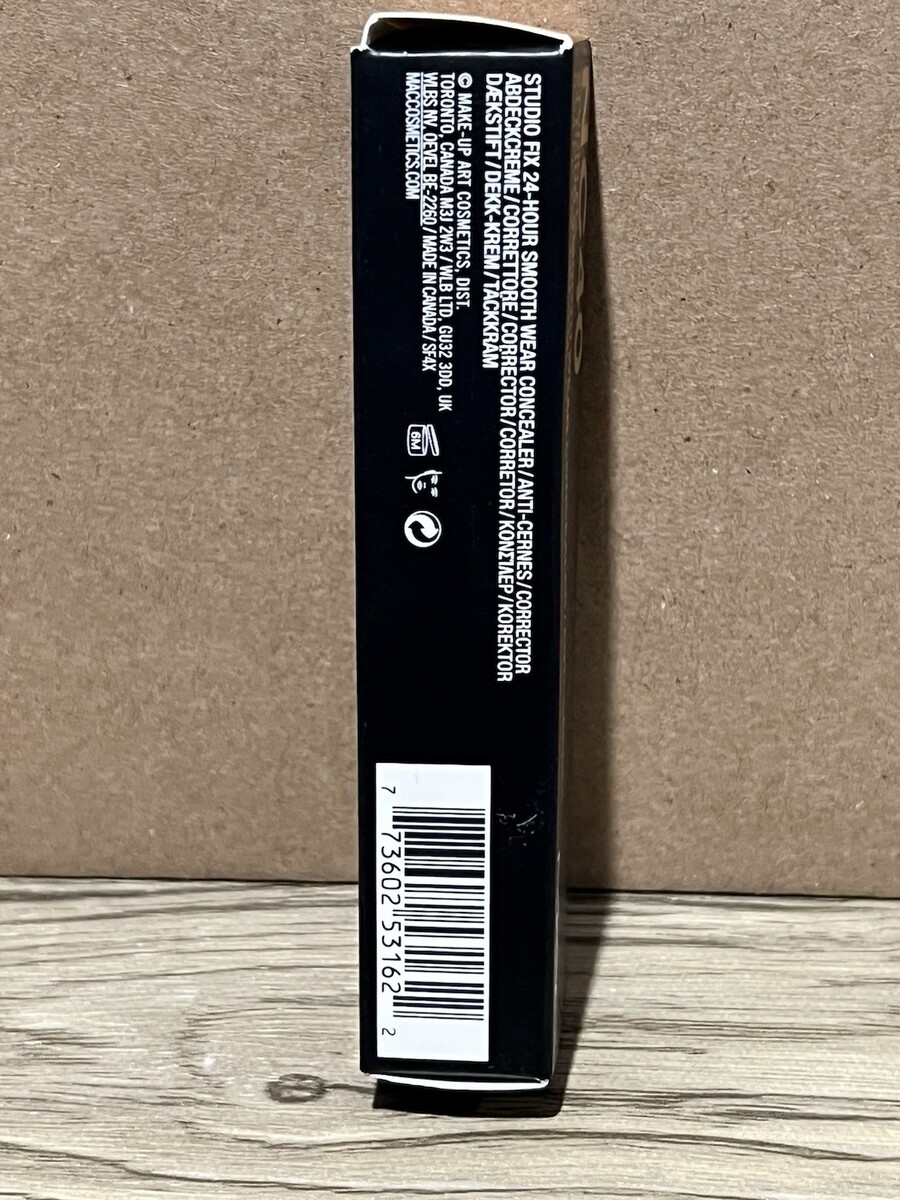 STUDIO FIX 24-HOUR SMOOTH WEAR CONCEALER/ANTI-CERNES/CORRECTOR
ABDECKCREME/CORRETTORE/CORRECTOR/CORRETOR/ΚΟΝΣΙΛΕΡ/KOREKTOR
DÆKSTIFT/DEKK-KREM/TÄCKKRÄM
© MAKE-UP ART COSMETICS, DIST.
TORONTO, CANADA M3J 2W3/WLB LTD, GU32 3DD, UK
WLBS NV, OEVEL BE-2260/MADE IN CANADA/SF4X
MACCOSMETICS.COM
6M
7 73602 53162 2